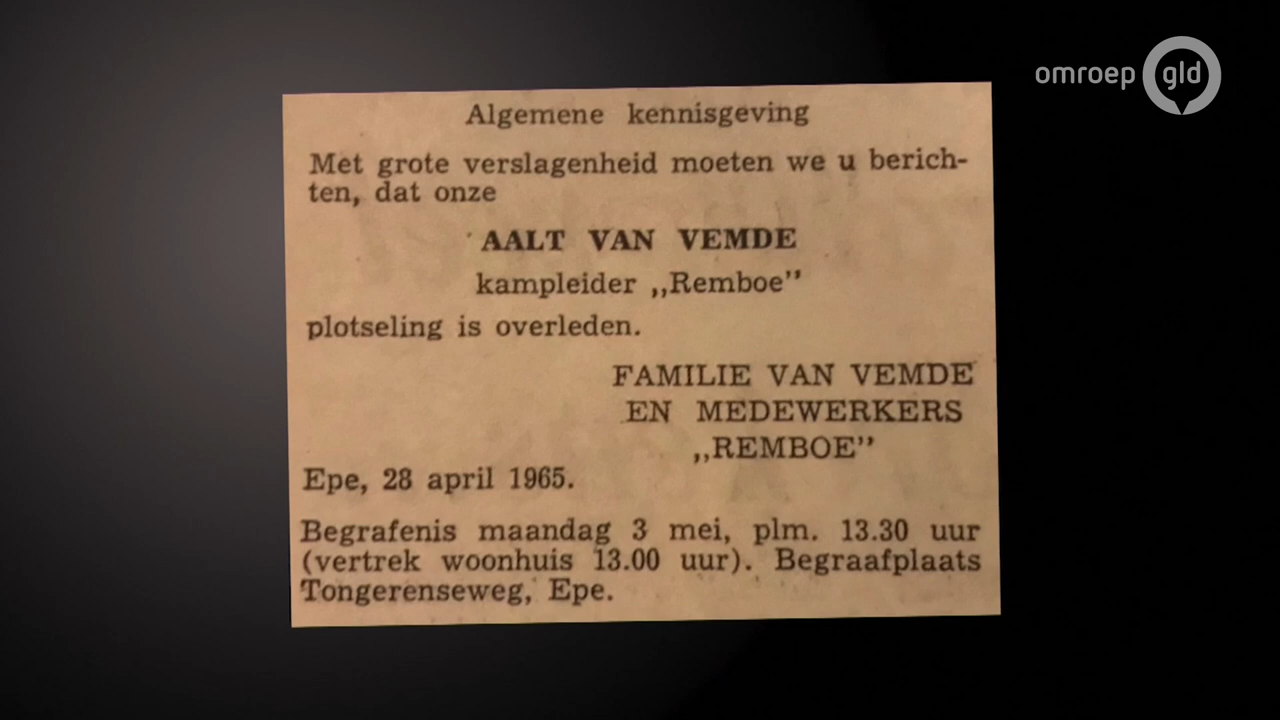 omroep gld
Algemene kennisgeving
Met grote verslagenheid moeten we u berich-
ten, dat onze
AALT VAN VEMDE
kampleider ,,Remboe”
plotseling is overleden.
FAMILIE VAN VEMDE
EN MEDEWERKERS
,,REMBOE”
Epe, 28 april 1965.
Begrafenis maandag 3 mei, plm. 13.30 uur
(vertrek woonhuis 13.00 uur). Begraafplaats
Tongerenseweg, Epe.